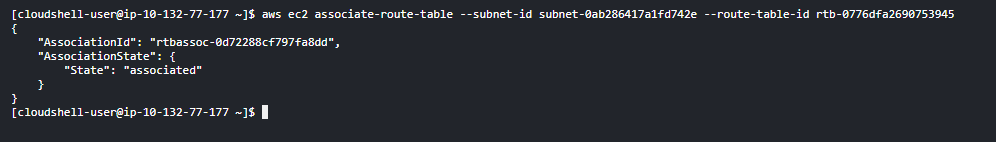 [cloudshell-user@ip-10-132-77-177 ~]$ aws ec2 associate-route-table --subnet-id subnet-0ab286417a1fd742e --route-table-id rtb-0776dfa2690753945
{
    "AssociationId": "rtbassoc-0d72288cf797fa8dd",
    "AssociationState": {
        "State": "associated"
    }
}
[cloudshell-user@ip-10-132-77-177 ~]$